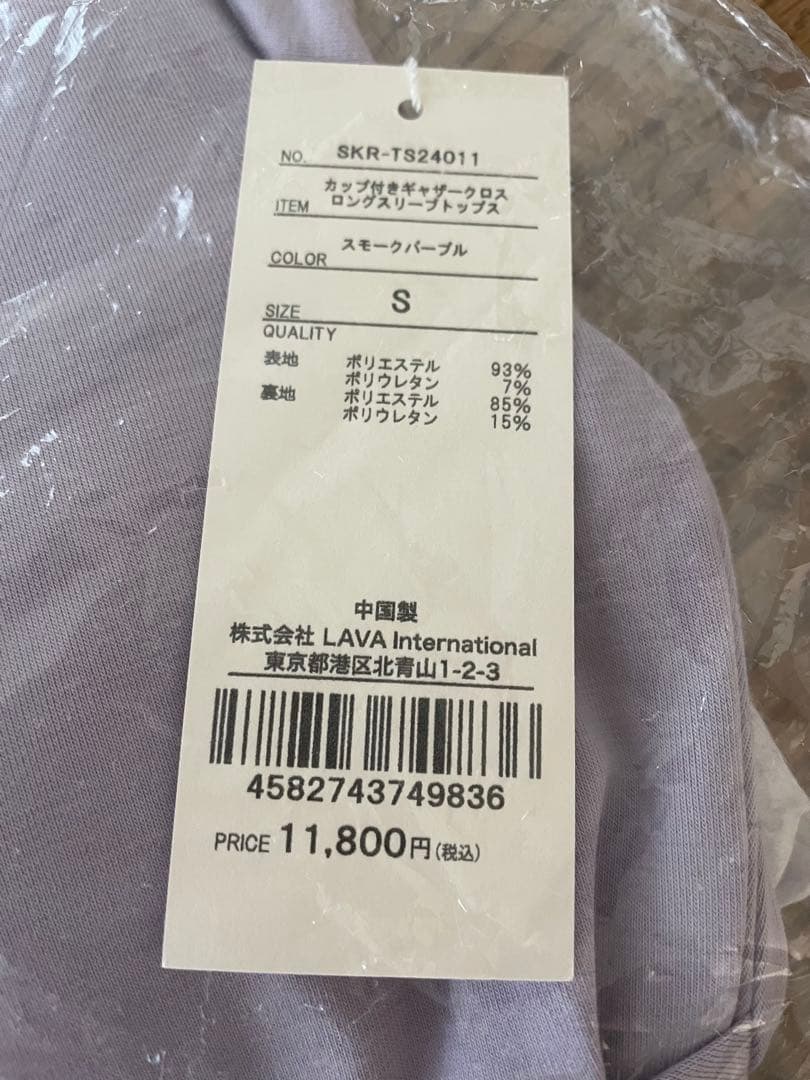 NO. SKR-TS24011
ITEM カップ付きギャザークロス
ロングスリーブトップス
COLOR スモークパープル
SIZE S
QUALITY
表地 ポリエステル 93%
ポリウレタン 7%
裏地 ポリエステル 85%
ポリウレタン 15%
中国製
株式会社 LAVA International
東京都港区北青山1-2-3
4582743749836
PRICE 11,800円(税込)